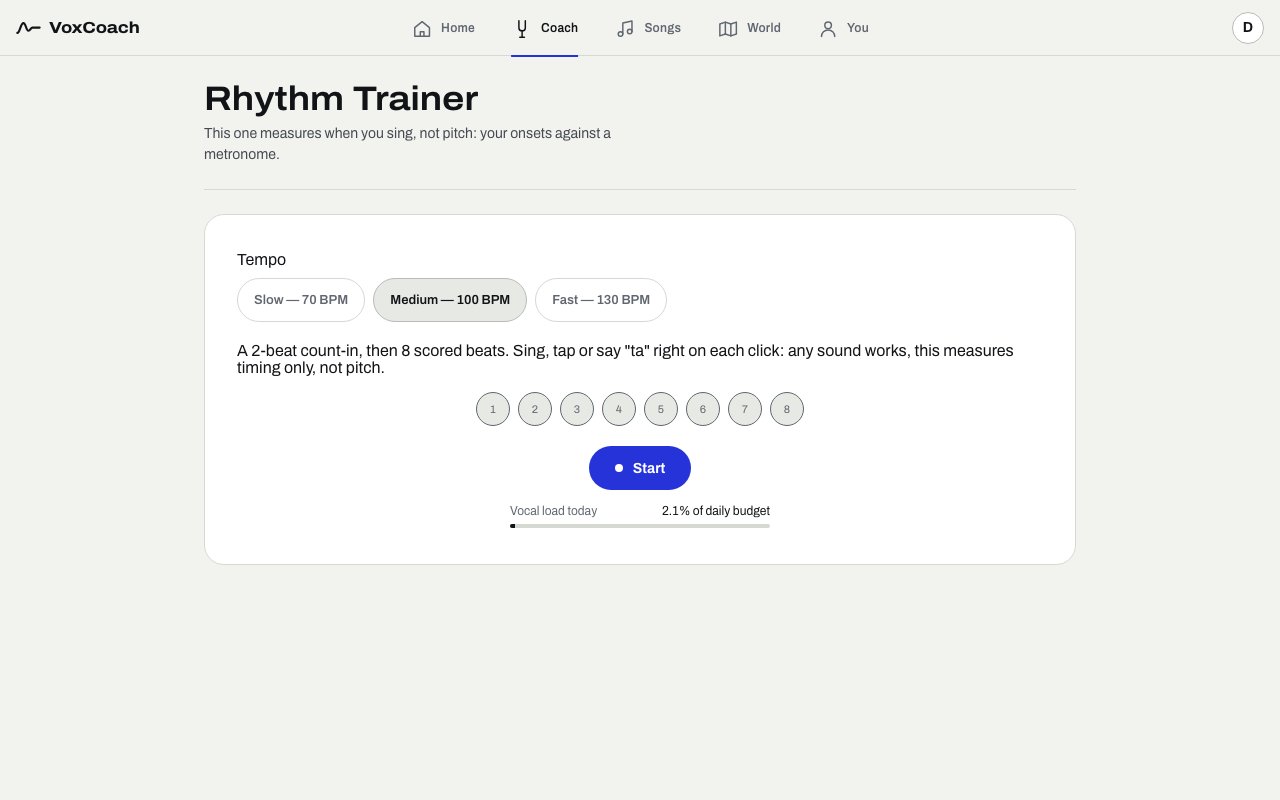 VoxCoach
Home
Coach
Songs
World
You
D
Rhythm Trainer
This one measures when you sing, not pitch: your onsets against a
metronome.
Tempo
Slow — 70 BPM
Medium — 100 BPM
Fast — 130 BPM
A 2-beat count-in, then 8 scored beats. Sing, tap or say "ta" right on each click: any sound works, this measures
timing only, not pitch.
1 2 3 4 5 6 7 8
Start
Vocal load today
2.1% of daily budget